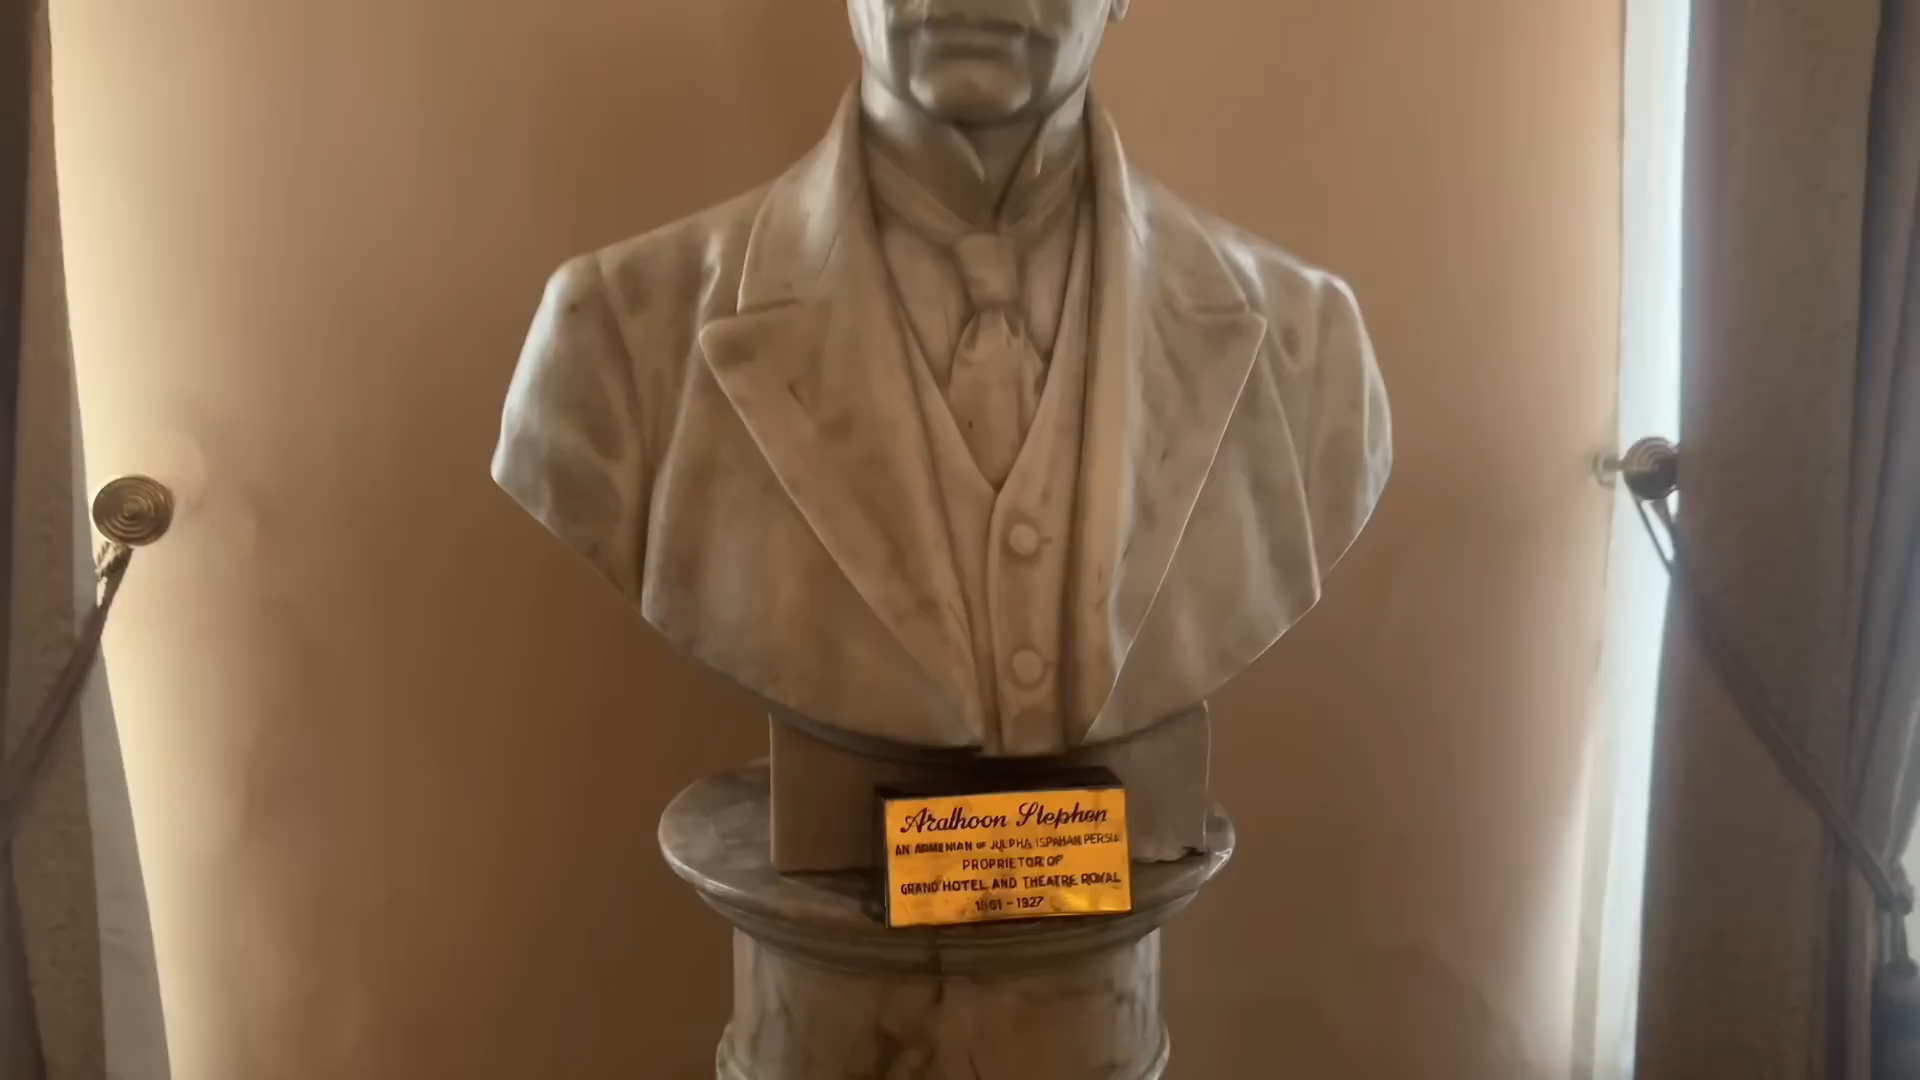 Arathoon Stephen
AN ARMENIAN OF JULPHA, ISPAHAN PERSIA
PROPRIETOR OF
GRAND HOTEL AND THEATRE ROYAL
1861 - 1927